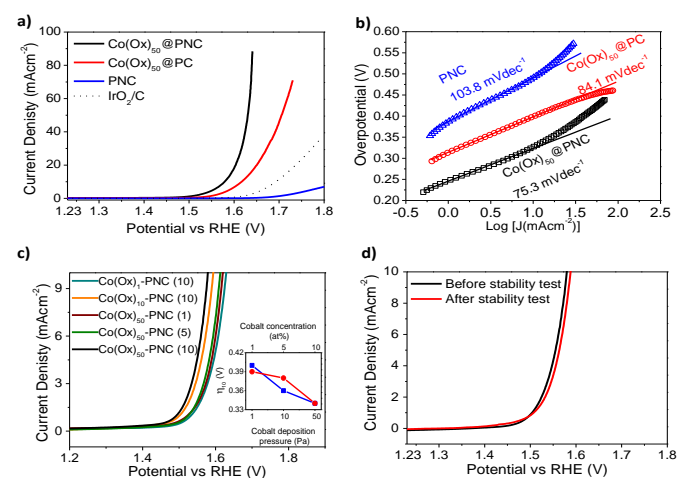 a)
Co(Ox)50@PNC
Co(Ox)50@PC
PNC
IrO2/C
Current Denisty (mAcm-2)
100
80
60
40
20
0
1.23 1.3 1.4 1.5 1.6 1.7 1.8
Potential vs RHE (V)
b)
Overpotential (V)
0.60
0.55
0.50
0.45
0.40
0.35
0.30
0.25
0.20
PNC
103.8 mVdec-1
Co(Ox)50@PC
84.1 mVdec-1
Co(Ox)50@PNC
75.3 mVdec-1
-0.5 0.0 0.5 1.0 1.5 2.0 2.5
Log [J(mAcm-2)]
c)
Co(Ox)1-PNC (10)
Co(Ox)10-PNC (10)
Co(Ox)50-PNC (1)
Co(Ox)50-PNC (5)
Co(Ox)50-PNC (10)
Current Denisty (mAcm-2)
9
6
3
0
1.2 1.4 1.6 1.8
Potential vs RHE (V)
Cobalt concentration
(at%)
1 5 10
η10 (V)
0.42
0.39
0.36
0.33
1 10 50
Cobalt deposition
pressure (Pa)
d)
Before stability test
After stability test
Current Denisty (mAcm-2)
10
8
6
4
2
0
1.23 1.3 1.4 1.5 1.6 1.7 1.8
Potential vs RHE (V)